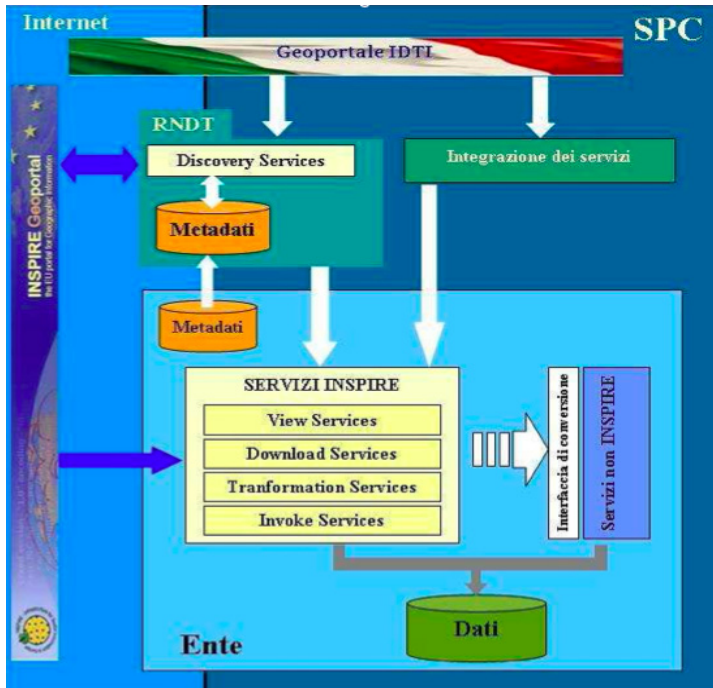 Internet
SPC
Geoportale IDTI
RNDT
Discovery Services
Integrazione dei servizi
Metadati
INSPIRE Geoportal
the EU portal for Geographic information
Metadati
SERVIZI INSPIRE
View Services
Download Services
Tranformation Services
Invoke Services
Interfaccia di conversione
Servizi non INSPIRE
Dati
Ente